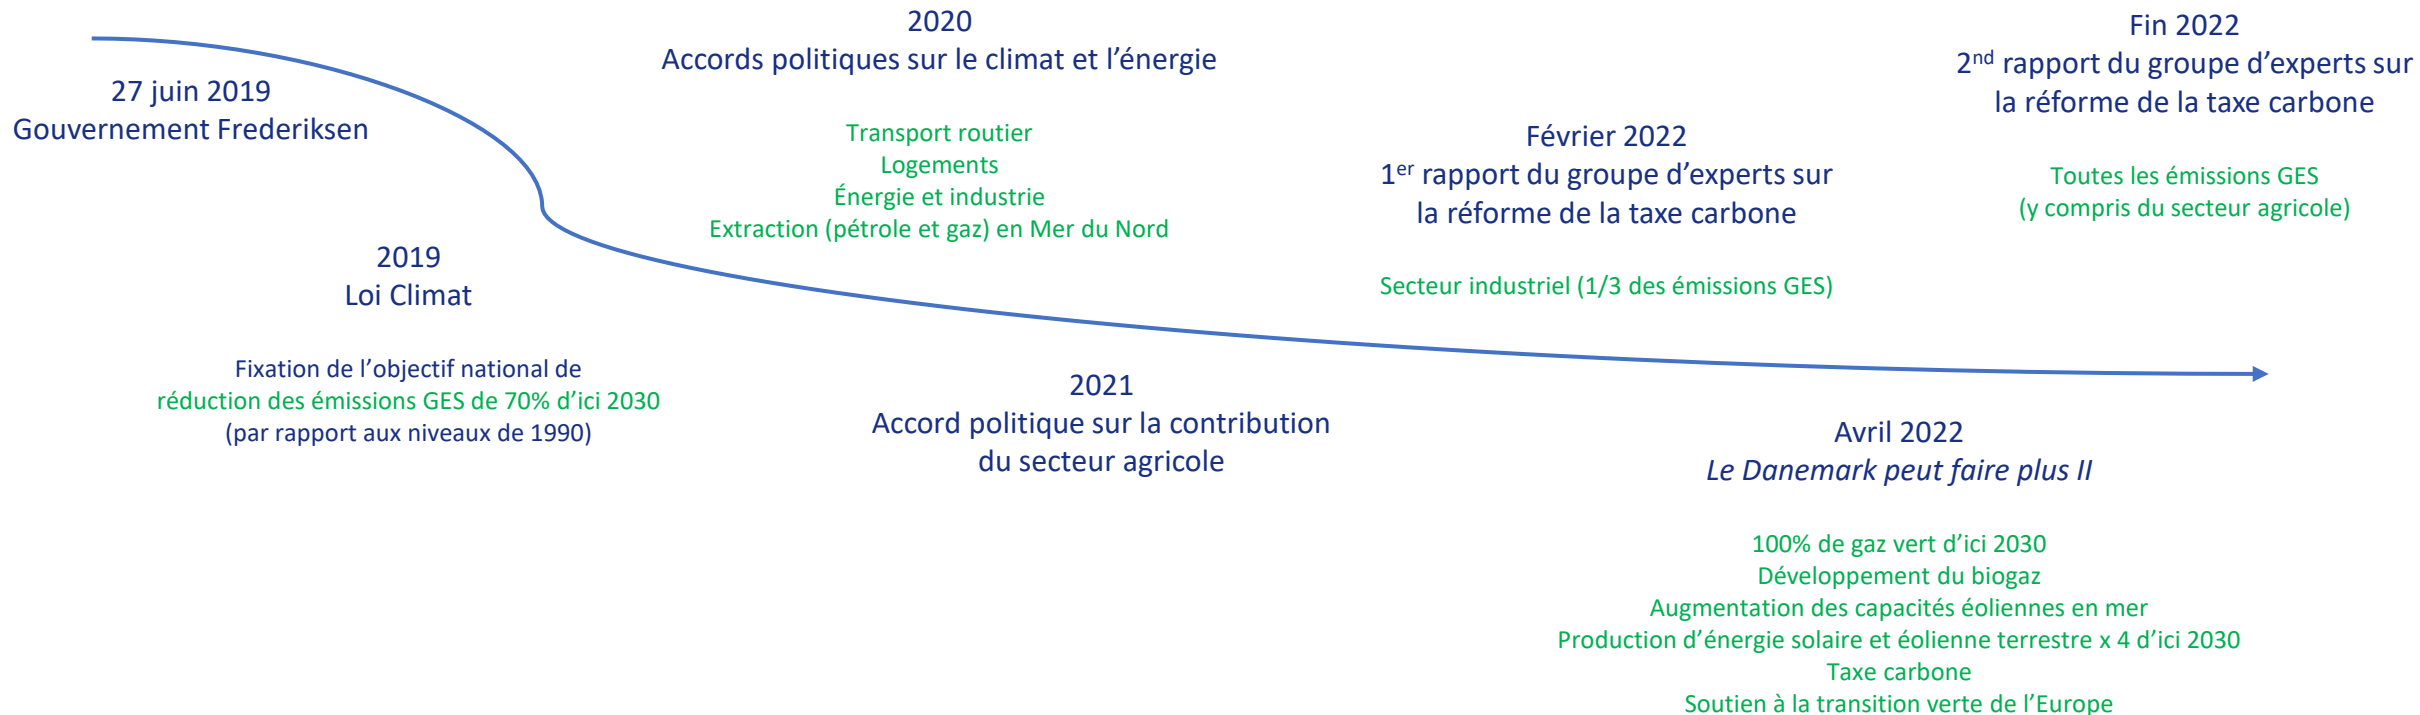 27 juin 2019
Gouvernement Frederiksen
2019
Loi Climat
Fixation de l’objectif national de
réduction des émissions GES de 70% d’ici 2030
(par rapport aux niveaux de 1990)
2020
Accords politiques sur le climat et l’énergie
Transport routier
Logements
Énergie et industrie
Extraction (pétrole et gaz) en Mer du Nord
2021
Accord politique sur la contribution
du secteur agricole
Février 2022
1er rapport du groupe d’experts sur
la réforme de la taxe carbone
Secteur industriel (1/3 des émissions GES)
Avril 2022
Le Danemark peut faire plus II
100% de gaz vert d’ici 2030
Développement du biogaz
Augmentation des capacités éoliennes en mer
Production d’énergie solaire et éolienne terrestre x 4 d’ici 2030
Taxe carbone
Soutien à la transition verte de l’Europe
Fin 2022
2nd rapport du groupe d’experts sur
la réforme de la taxe carbone
Toutes les émissions GES
(y compris du secteur agricole)